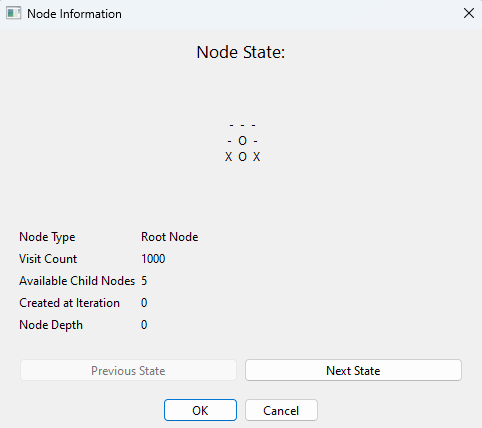 Node Information
Node State:
- - -
- O -
X O X
Node Type Root Node
Visit Count 1000
Available Child Nodes 5
Created at Iteration 0
Node Depth 0
Previous State Next State
OK Cancel